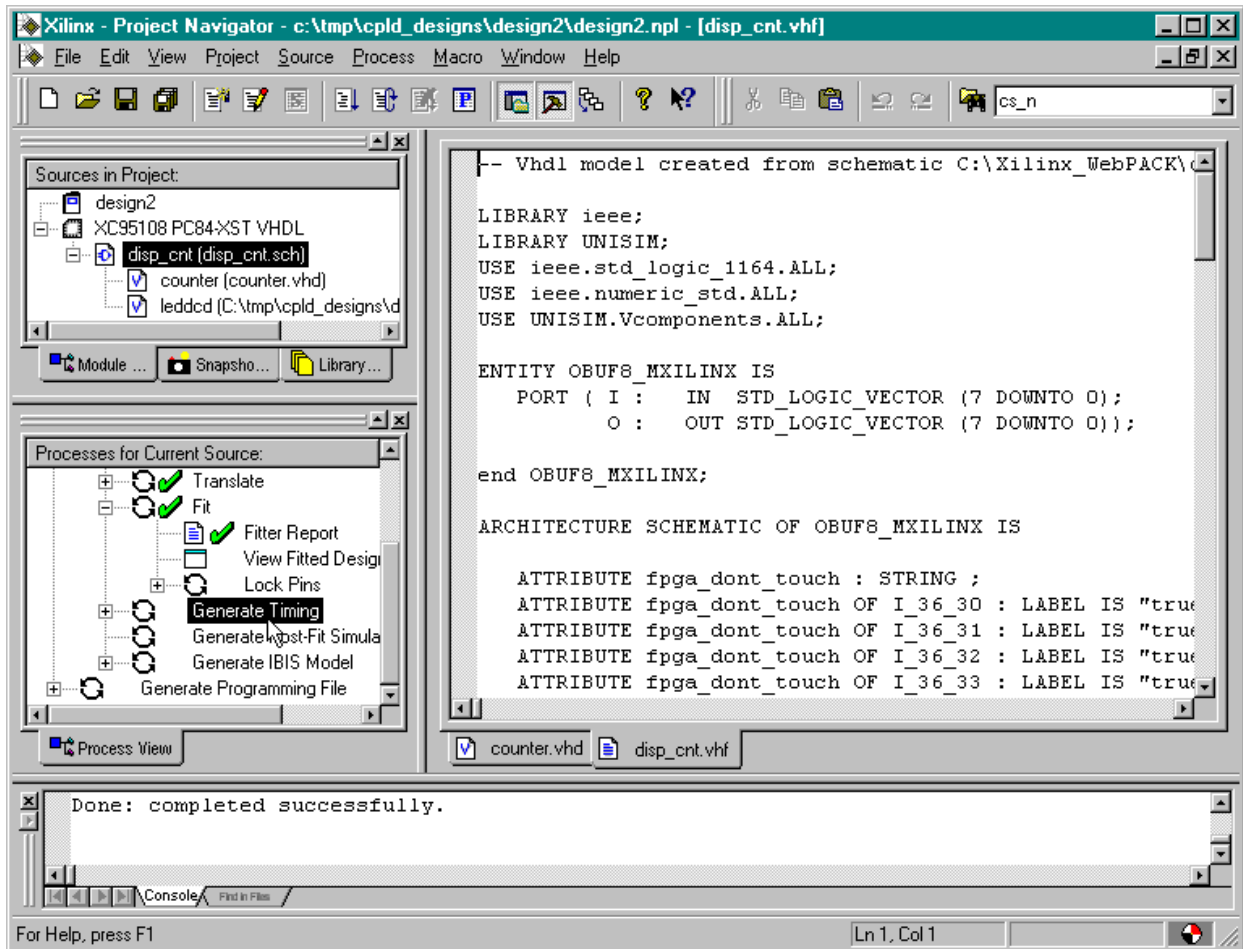 Xilinx - Project Navigator - c:\tmp\cpld_designs\design2\design2.npl - [disp_cnt.vhf]
File Edit View Project Source Process Macro Window Help
cs_n
Sources in Project:
design2
XC95108 PC84-XST VHDL
disp_cnt (disp_cnt.sch)
counter (counter.vhd)
leddcd (C:\tmp\cpld_designs\d
Module ... Snapsho... Library...
Processes for Current Source:
Translate
Fit
Fitter Report
View Fitted Desig
Lock Pins
Generate Timing
Generate Post-Fit Simula
Generate IBIS Model
Generate Programming File
Process View
-- Vhdl model created from schematic C:\Xilinx_WebPACK\
LIBRARY ieee;
LIBRARY UNISIM;
USE ieee.std_logic_1164.ALL;
USE ieee.numeric_std.ALL;
USE UNISIM.Vcomponents.ALL;
ENTITY OBUF8_MXILINX IS
PORT ( I : IN STD_LOGIC_VECTOR (7 DOWNTO 0);
O : OUT STD_LOGIC_VECTOR (7 DOWNTO 0));
end OBUF8_MXILINX;
ARCHITECTURE SCHEMATIC OF OBUF8_MXILINX IS
ATTRIBUTE fpga_dont_touch : STRING ;
ATTRIBUTE fpga_dont_touch OF I_36_30 : LABEL IS "true
ATTRIBUTE fpga_dont_touch OF I_36_31 : LABEL IS "true
ATTRIBUTE fpga_dont_touch OF I_36_32 : LABEL IS "true
ATTRIBUTE fpga_dont_touch OF I_36_33 : LABEL IS "true
counter.vhd disp_cnt.vhf
Done: completed successfully.
Console Find in Files
For Help, press F1 Ln 1, Col 1